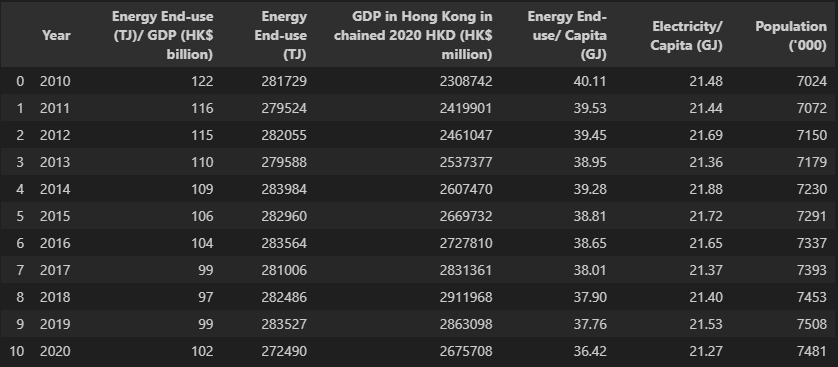 Year Energy End-use (TJ)/ GDP (HK$ billion) Energy End-use (TJ) GDP in Hong Kong in chained 2020 HKD (HK$ million) Energy End-use/ Capita (GJ) Electricity/ Capita (GJ) Population ('000)
0 2010 122 281729 2308742 40.11 21.48 7024
1 2011 116 279524 2419901 39.53 21.44 7072
2 2012 115 282055 2461047 39.45 21.69 7150
3 2013 110 279588 2537377 38.95 21.36 7179
4 2014 109 283984 2607470 39.28 21.88 7230
5 2015 106 282960 2669732 38.81 21.72 7291
6 2016 104 283564 2727810 38.65 21.65 7337
7 2017 99 281006 2831361 38.01 21.37 7393
8 2018 97 282486 2911968 37.90 21.40 7453
9 2019 99 283527 2863098 37.76 21.53 7508
10 2020 102 272490 2675708 36.42 21.27 7481